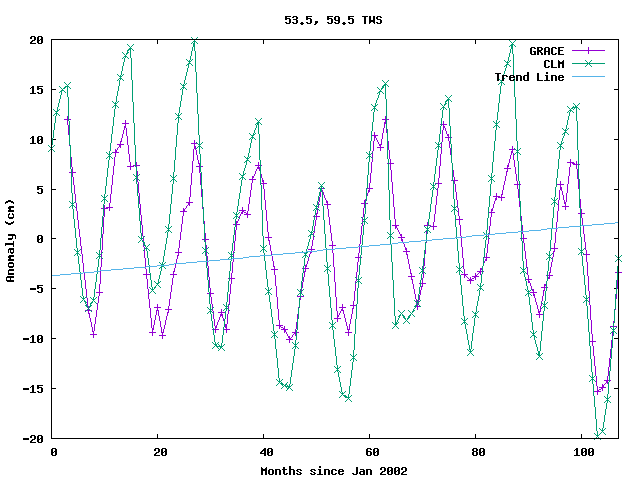 53.5, 59.5 TWS
20
15
10
5
0
-5
-10
-15
-20
Anomaly (cm)
GRACE
CLM
Trend Line
0 20 40 60 80 100
Months since Jan 2002